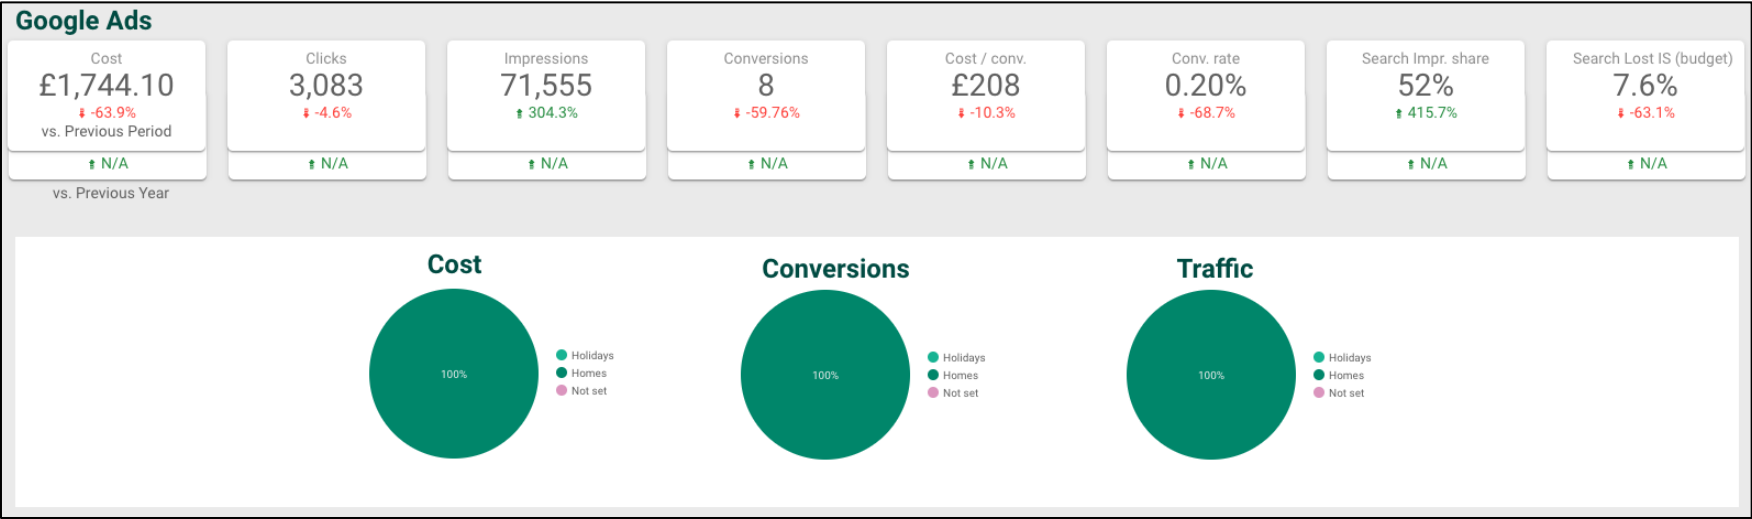 Google Ads
Cost
£1,744.10
-63.9%
vs. Previous Period
N/A
vs. Previous Year
Clicks
3,083
-4.6%
N/A
Impressions
71,555
304.3%
N/A
Conversions
8
-59.76%
N/A
Cost / conv.
£208
-10.3%
N/A
Conv. rate
0.20%
-68.7%
N/A
Search Impr. share
52%
415.7%
N/A
Search Lost IS (budget)
7.6%
-63.1%
N/A
Cost
100%
Holidays
Homes
Not set
Conversions
100%
Holidays
Homes
Not set
Traffic
100%
Holidays
Homes
Not set